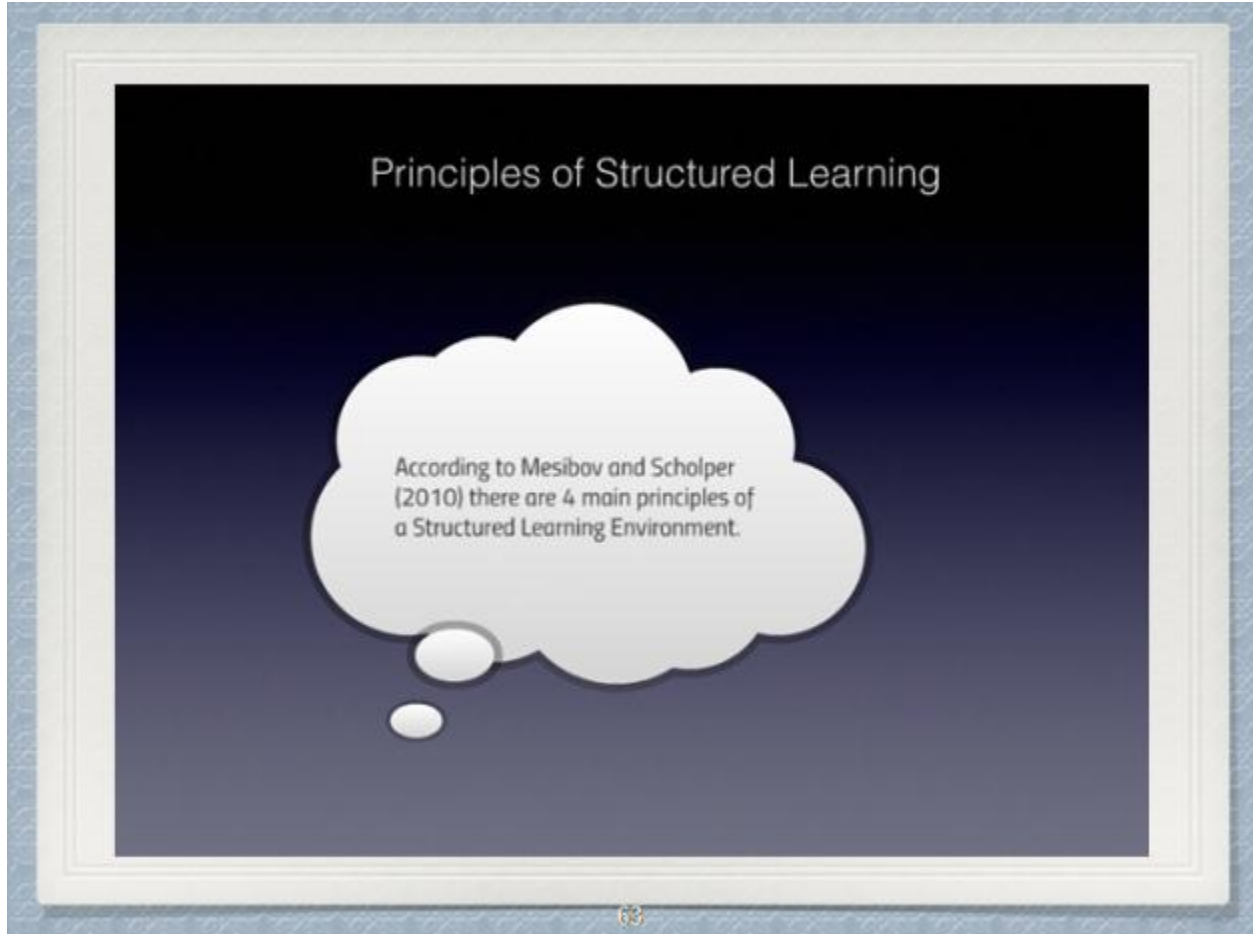 Principles of Structured Learning
According to Mesibov and Scholper
(2010) there are 4 main principles of
a Structured Learning Environment.
63